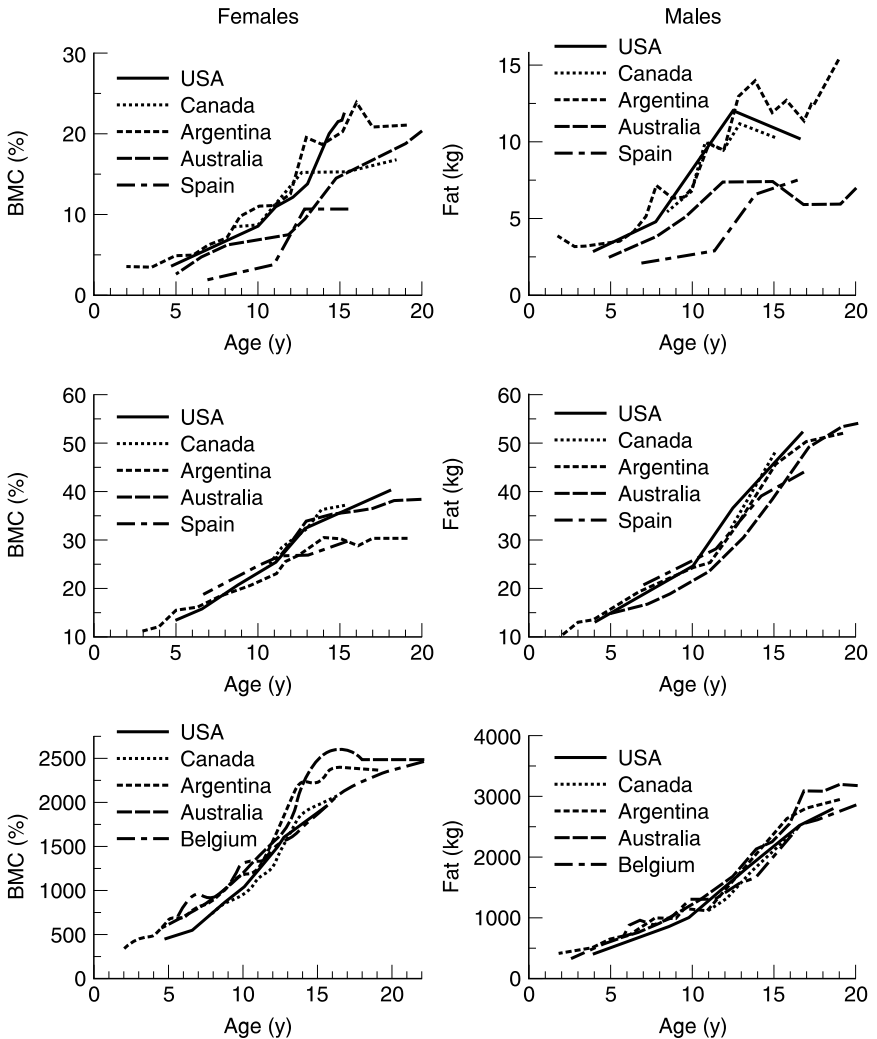 Females
Males
30
20
10
0
BMC (%)
USA
Canada
Argentina
Australia
Spain
0 5 10 15 20
Age (y)
15
10
5
0
Fat (kg)
USA
Canada
Argentina
Australia
Spain
0 5 10 15 20
Age (y)
60
50
40
30
20
10
BMC (%)
USA
Canada
Argentina
Australia
Spain
0 5 10 15 20
Age (y)
60
50
40
30
20
10
Fat (kg)
USA
Canada
Argentina
Australia
Spain
0 5 10 15 20
Age (y)
2500
2000
1500
1000
500
0
BMC (%)
USA
Canada
Argentina
Australia
Belgium
0 5 10 15 20
Age (y)
4000
3000
2000
1000
0
Fat (kg)
USA
Canada
Argentina
Australia
Belgium
0 5 10 15 20
Age (y)